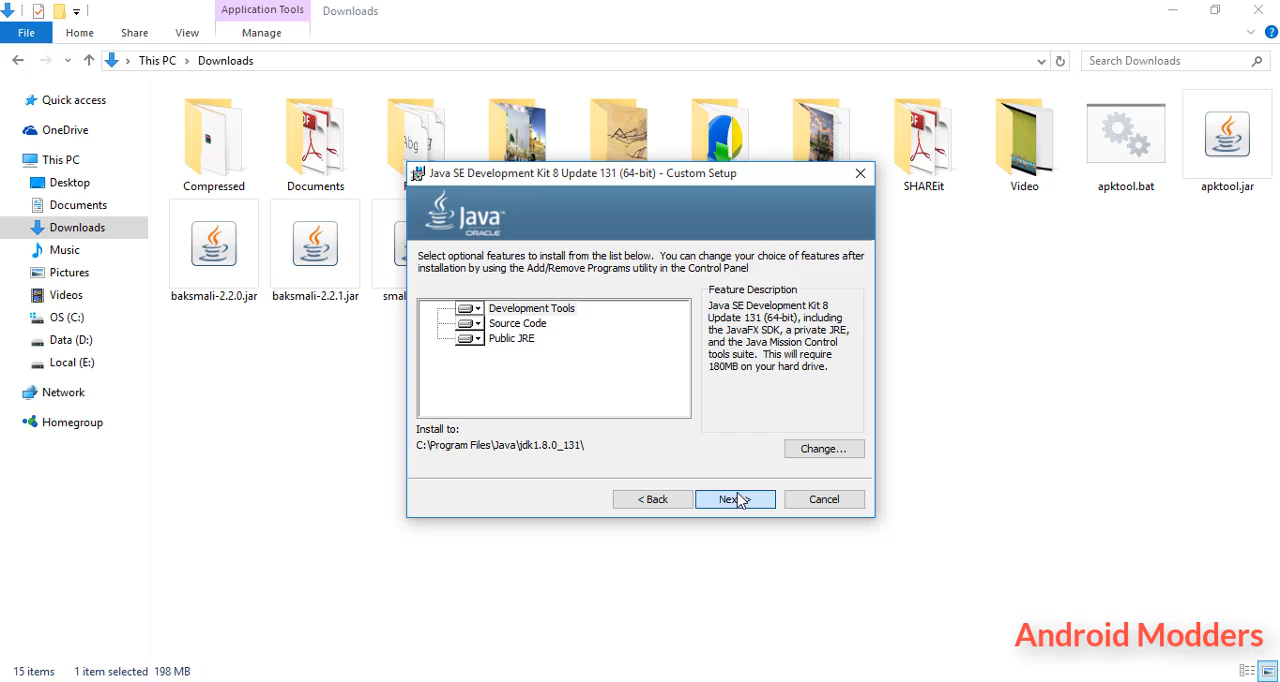 Application Tools
Downloads
File
Home
Share
View
Manage
This PC > Downloads
Search Downloads
Quick access
OneDrive
This PC
Desktop
Documents
Downloads
Music
Pictures
Videos
OS (C:)
Data (D:)
Local (E:)
Network
Homegroup
Compressed
Documents
SHAREit
Video
apktool.bat
apktool.jar
baksmali-2.2.0.jar
baksmali-2.2.1.jar
Java SE Development Kit 8 Update 131 (64-bit) - Custom Setup
Java
ORACLE
Select optional features to install from the list below. You can change your choice of features after
installation by using the Add/Remove Programs utility in the Control Panel
Development Tools
Source Code
Public JRE
Feature Description
Java SE Development Kit 8
Update 131 (64-bit), including
the JavaFX SDK, a private JRE,
and the Java Mission Control
tools suite. This will require
180MB on your hard drive.
Install to:
C:\Program Files\Java\jdk1.8.0_131\
Change...
< Back
Next >
Cancel
Android Modders
15 items
1 item selected 198 MB